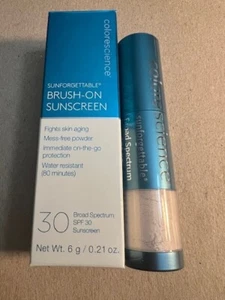 colorescience
SUNFORGETTABLE®
BRUSH-ON
SUNSCREEN
Fights skin aging
Mess-free powder
Immediate on-the-go
protection
Water resistant
(80 minutes)
30
Broad Spectrum
SPF 30
Sunscreen
Net Wt. 6 g / 0.21 oz.
colorescience
sunforgettable®
Spectrum